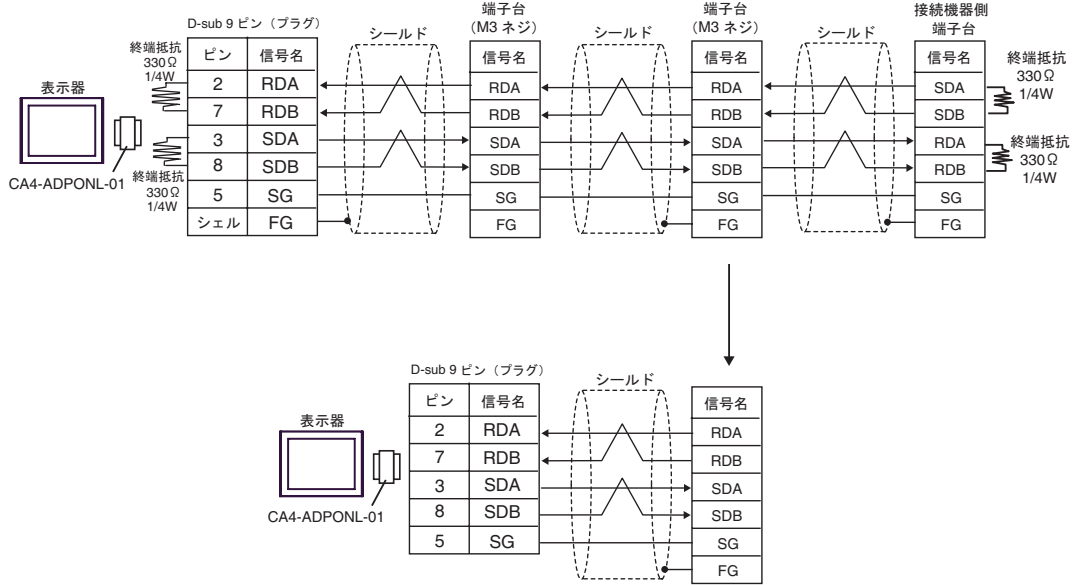 D-sub 9 ピン（プラグ）
シールド
端子台
（M3 ネジ）
シールド
端子台
（M3 ネジ）
シールド
接続機器側
端子台
終端抵抗
330Ω
1/4W
表示器
CA4-ADPONL-01
終端抵抗
330Ω
1/4W
ピン 信号名
2 RDA
7 RDB
3 SDA
8 SDB
5 SG
シェル FG
信号名
RDA
RDB
SDA
SDB
SG
FG
信号名
RDA
RDB
SDA
SDB
SG
FG
信号名
SDA
SDB
RDA
RDB
SG
FG
終端抵抗
330Ω
1/4W
終端抵抗
330Ω
1/4W
D-sub 9 ピン（プラグ）
シールド
表示器
CA4-ADPONL-01
ピン 信号名
2 RDA
7 RDB
3 SDA
8 SDB
5 SG
信号名
RDA
RDB
SDA
SDB
SG
FG